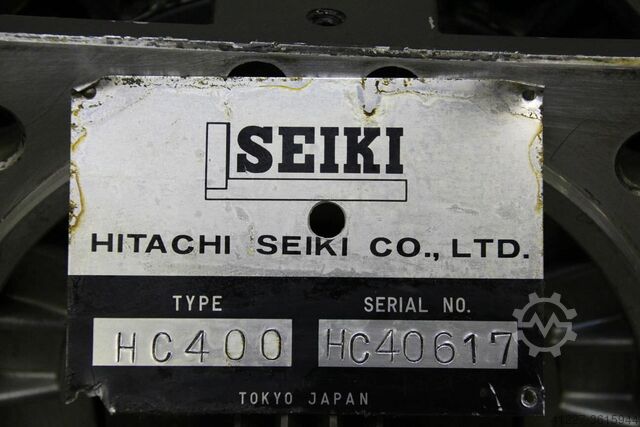 SEIKI
HITACHI SEIKI CO., LTD.
TYPE SERIAL NO.
HC400 HC40617
TOKYO JAPAN